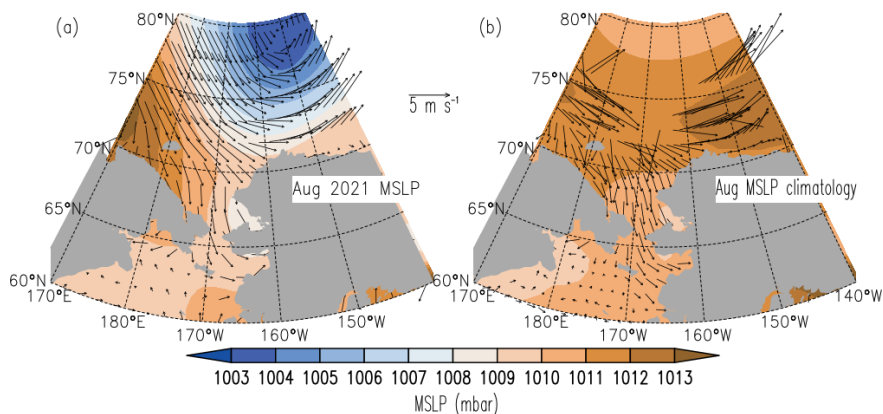 (a)
(b)
80°N
80°N
75°N
75°N
5 m s⁻¹
70°N
70°N
Aug 2021 MSLP
Aug MSLP climatology
65°N
65°N
60°N
60°N
170°E
170°E
140°W
180°E
170°W
160°W
150°W
180°E
170°W
160°W
150°W
1003 1004 1005 1006 1007 1008 1009 1010 1011 1012 1013
MSLP (mbar)